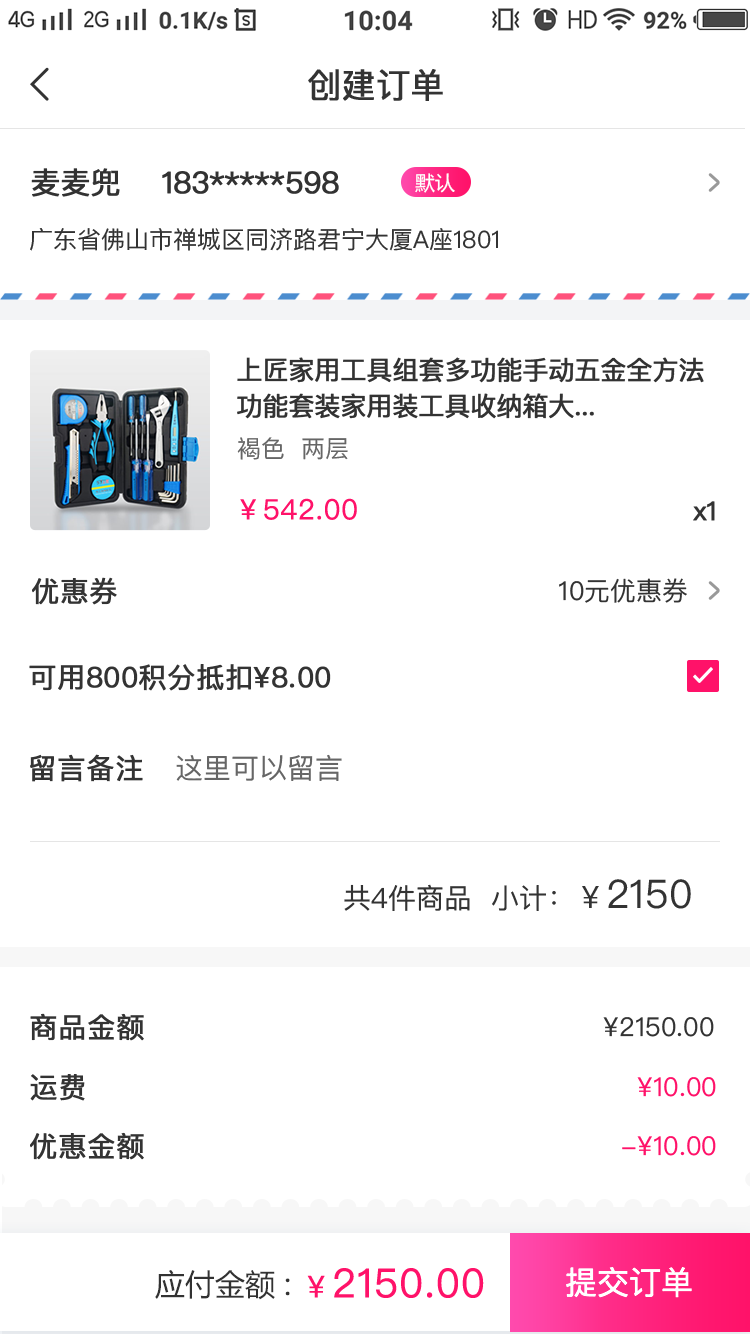 4G 2G 0.1K/s 10:04 HD 92%
创建订单
麦麦兜 183*****598 默认
广东省佛山市禅城区同济路君宁大厦A座1801
上匠家用工具组套多功能手动五金全方法
功能套装家用装工具收纳箱大...
褐色 两层
¥542.00 x1
优惠券 10元优惠券
可用800积分抵扣¥8.00
留言备注 这里可以留言
共4件商品 小计： ¥2150
商品金额 ¥2150.00
运费 ¥10.00
优惠金额 –¥10.00
应付金额：¥2150.00 提交订单